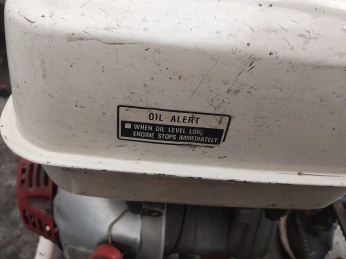 OIL ALERT
WHEN OIL LEVEL LOW,
ENGINE STOPS IMMEDIATELY.